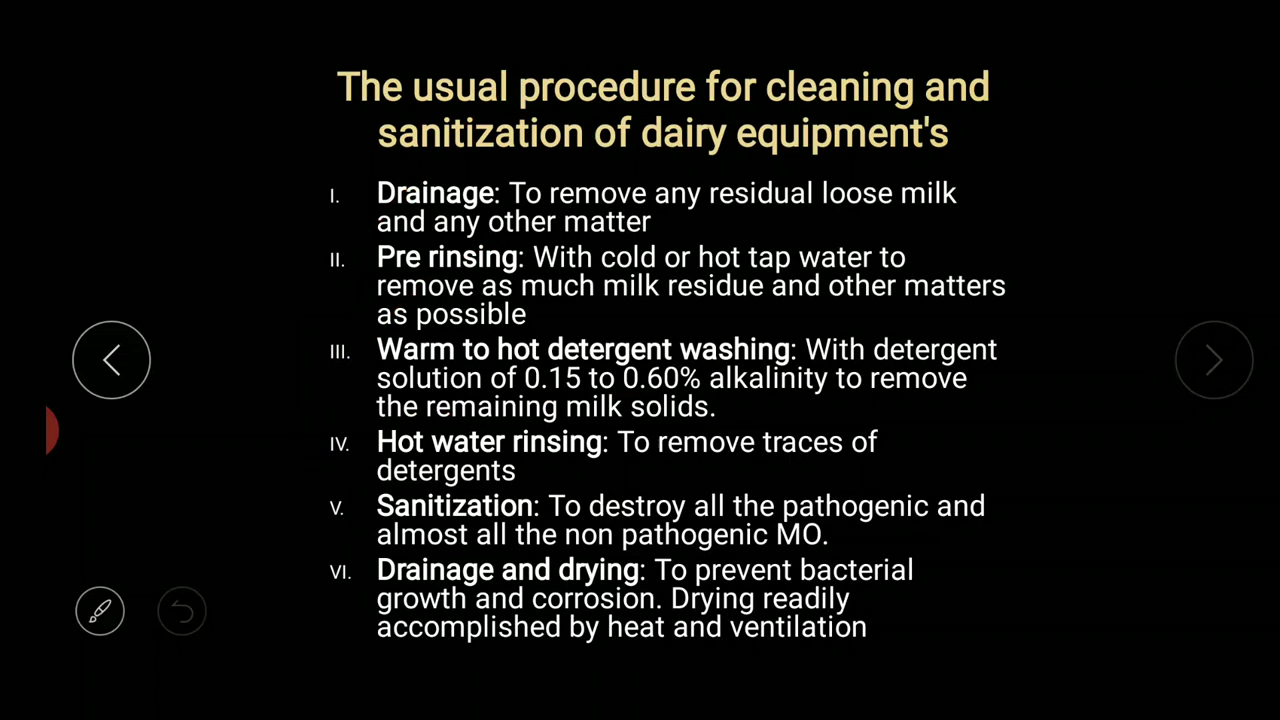 The usual procedure for cleaning and
sanitization of dairy equipment's
I. Drainage: To remove any residual loose milk
and any other matter
II. Pre rinsing: With cold or hot tap water to
remove as much milk residue and other matters
as possible
III. Warm to hot detergent washing: With detergent
solution of 0.15 to 0.60% alkalinity to remove
the remaining milk solids.
IV. Hot water rinsing: To remove traces of
detergents
V. Sanitization: To destroy all the pathogenic and
almost all the non pathogenic MO.
VI. Drainage and drying: To prevent bacterial
growth and corrosion. Drying readily
accomplished by heat and ventilation